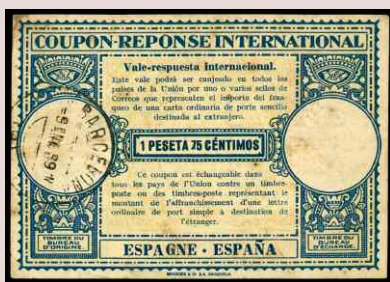 COUPON-RÉPONSE INTERNATIONAL
Vale-respuesta internacional.
Este vale podrá ser canjeado en todos los
países de la Unión por uno o varios sellos de
Correos que representen el importe del fran-
queo de una carta ordinaria de porte sencillo
destinada al extranjero.
1 PESETA 75 CÉNTIMOS
Ce coupon est échangeable dans
tous les pays de l'Union contre un timbre-
poste ou des timbres-poste représentant le
montant de l'affranchissement d'une lettre
ordinaire de port simple à destination de
l'étranger.
BARCELONA
TIMBRE DU
BUREAU
D'ORIGINE.
TIMBRE DU
BUREAU
D'ÉCHANGE.
ESPAGNE - ESPAÑA